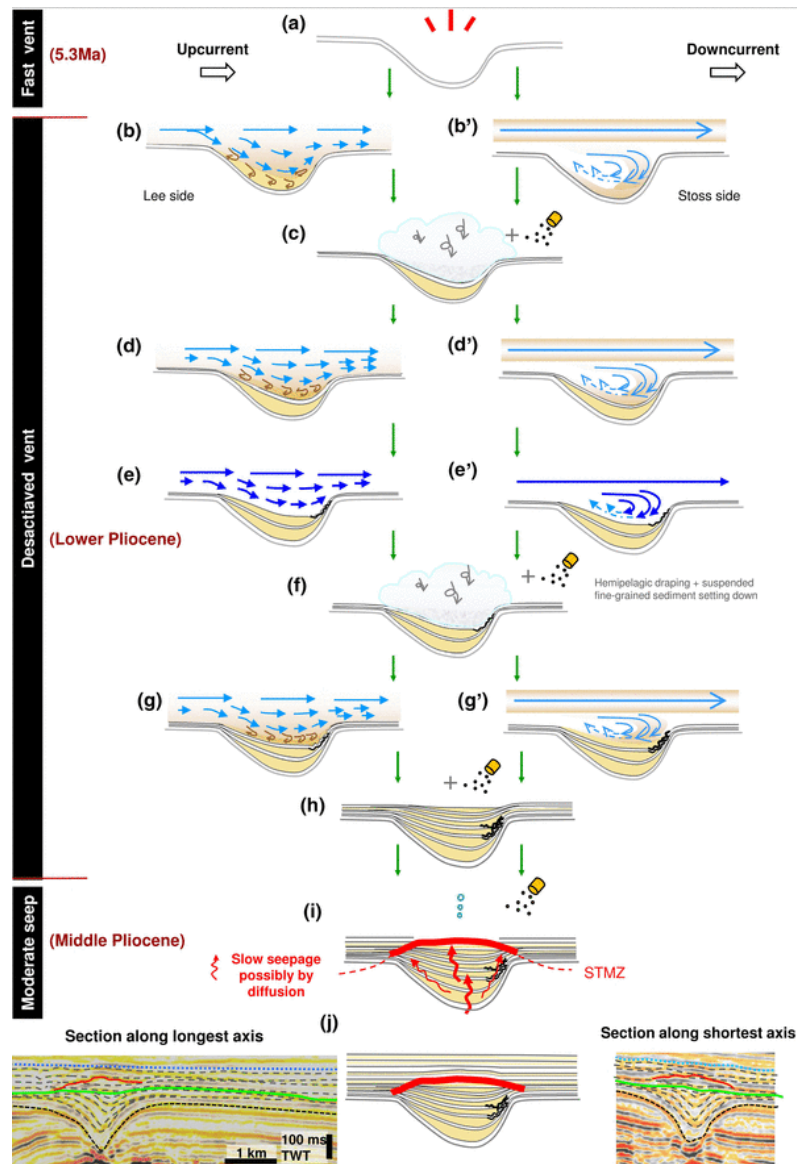 Fast vent
(5.3Ma)
(a)
Upcurrent
Downcurrent
(b)
(b')
Lee side
Stoss side
(c)
+
(d)
(d')
Desactiaved vent
(e)
(e')
(Lower Pliocene)
(f)
+
Hemipelagic draping + suspended
fine-grained sediment setting down
(g)
(g')
+
(h)
Moderate seep
(i)
(Middle Pliocene)
Slow seepage
possibly by
diffusion
STMZ
(j)
Section along longest axis
Section along shortest axis
1 km
100 ms
TWT